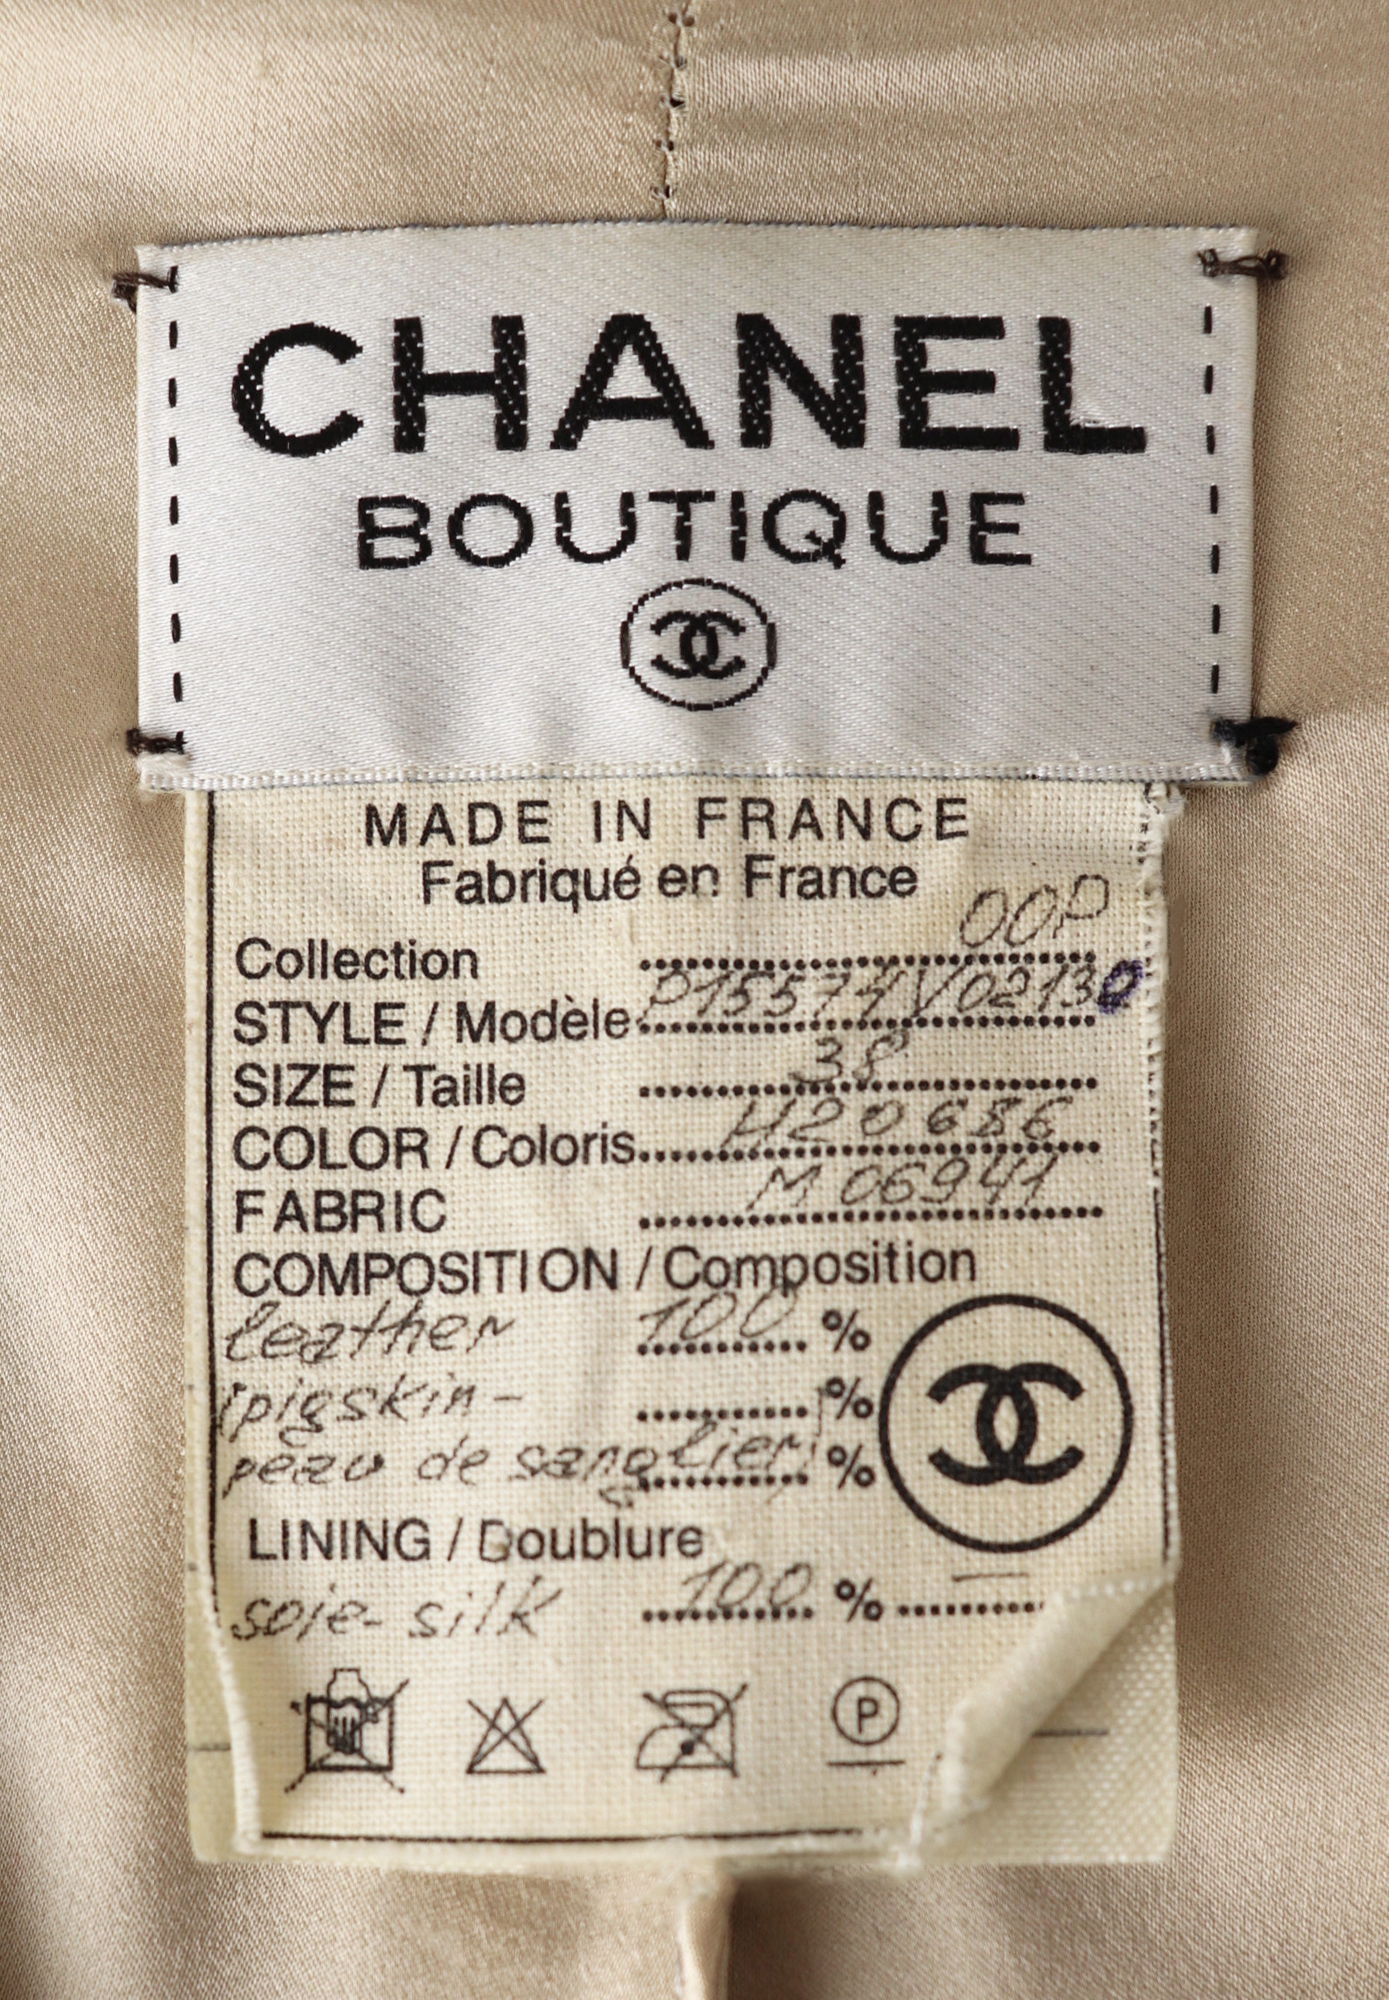 CHANEL
BOUTIQUE
MADE IN FRANCE
Fabriqué en France
Collection 00P
STYLE / Modèle P15574V02130
SIZE / Taille 38
COLOR / Coloris H20686
FABRIC M06941
COMPOSITION / Composition
leather 100 %
(pigskin- %
peau de sanglier) %
LINING / Doublure
soie-silk 100 %
P